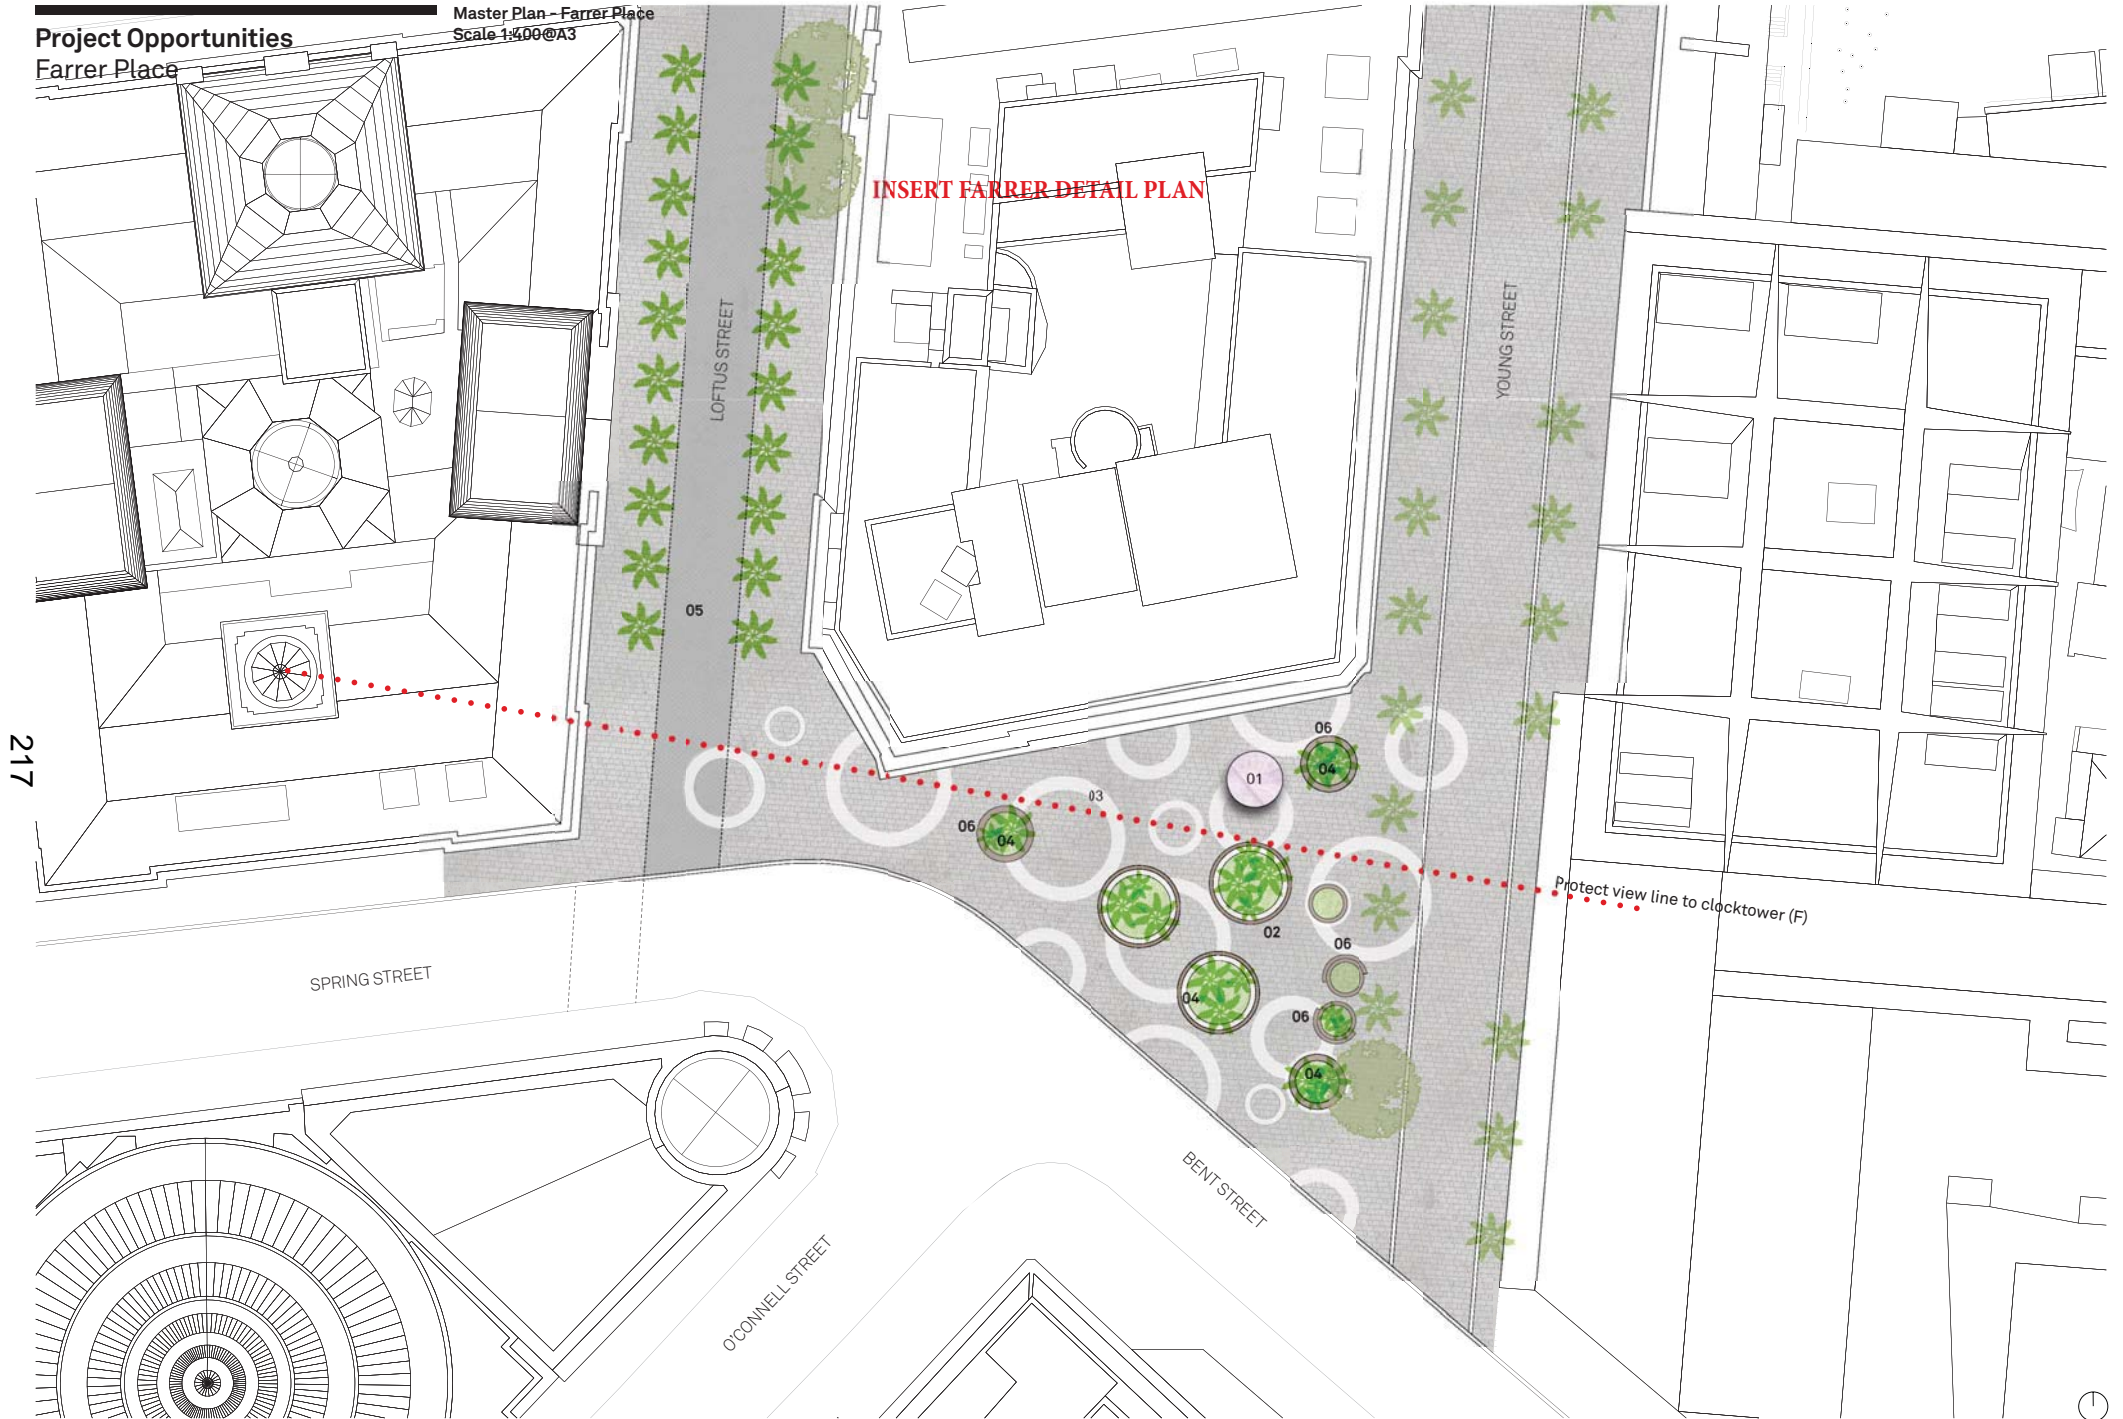 Master Plan - Farrer Place
Scale 1:400@A3
Project Opportunities
Farrer Place
INSERT FARRER DETAIL PLAN
LOFTUS STREET
YOUNG STREET
05
217
06
04
01
03
06
04
02
06
04
06
04
Protect view line to clocktower (F)
SPRING STREET
BENT STREET
O'CONNELL STREET